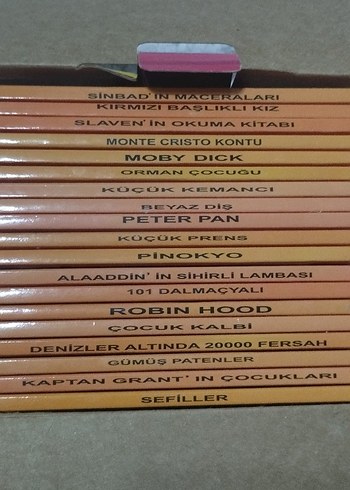 SİNBAD'IN MACERALARI
KIRMIZI BAŞLIKLI KIZ
SLAVEN'İN OKUMA KİTABI
MONTE CRISTO KONTU
MOBY DICK
ORMAN ÇOCUĞU
KÜÇÜK KEMANCI
BEYAZ DİŞ
PETER PAN
KÜÇÜK PRENS
PİNOKYO
ALAADDİN'İN SİHİRLİ LAMBASI
101 DALMAÇYALI
ROBIN HOOD
ÇOCUK KALBİ
DENİZLER ALTINDA 20000 FERSAH
GÜMÜŞ PATENLER
KAPTAN GRANT'IN ÇOCUKLARI
SEFİLLER